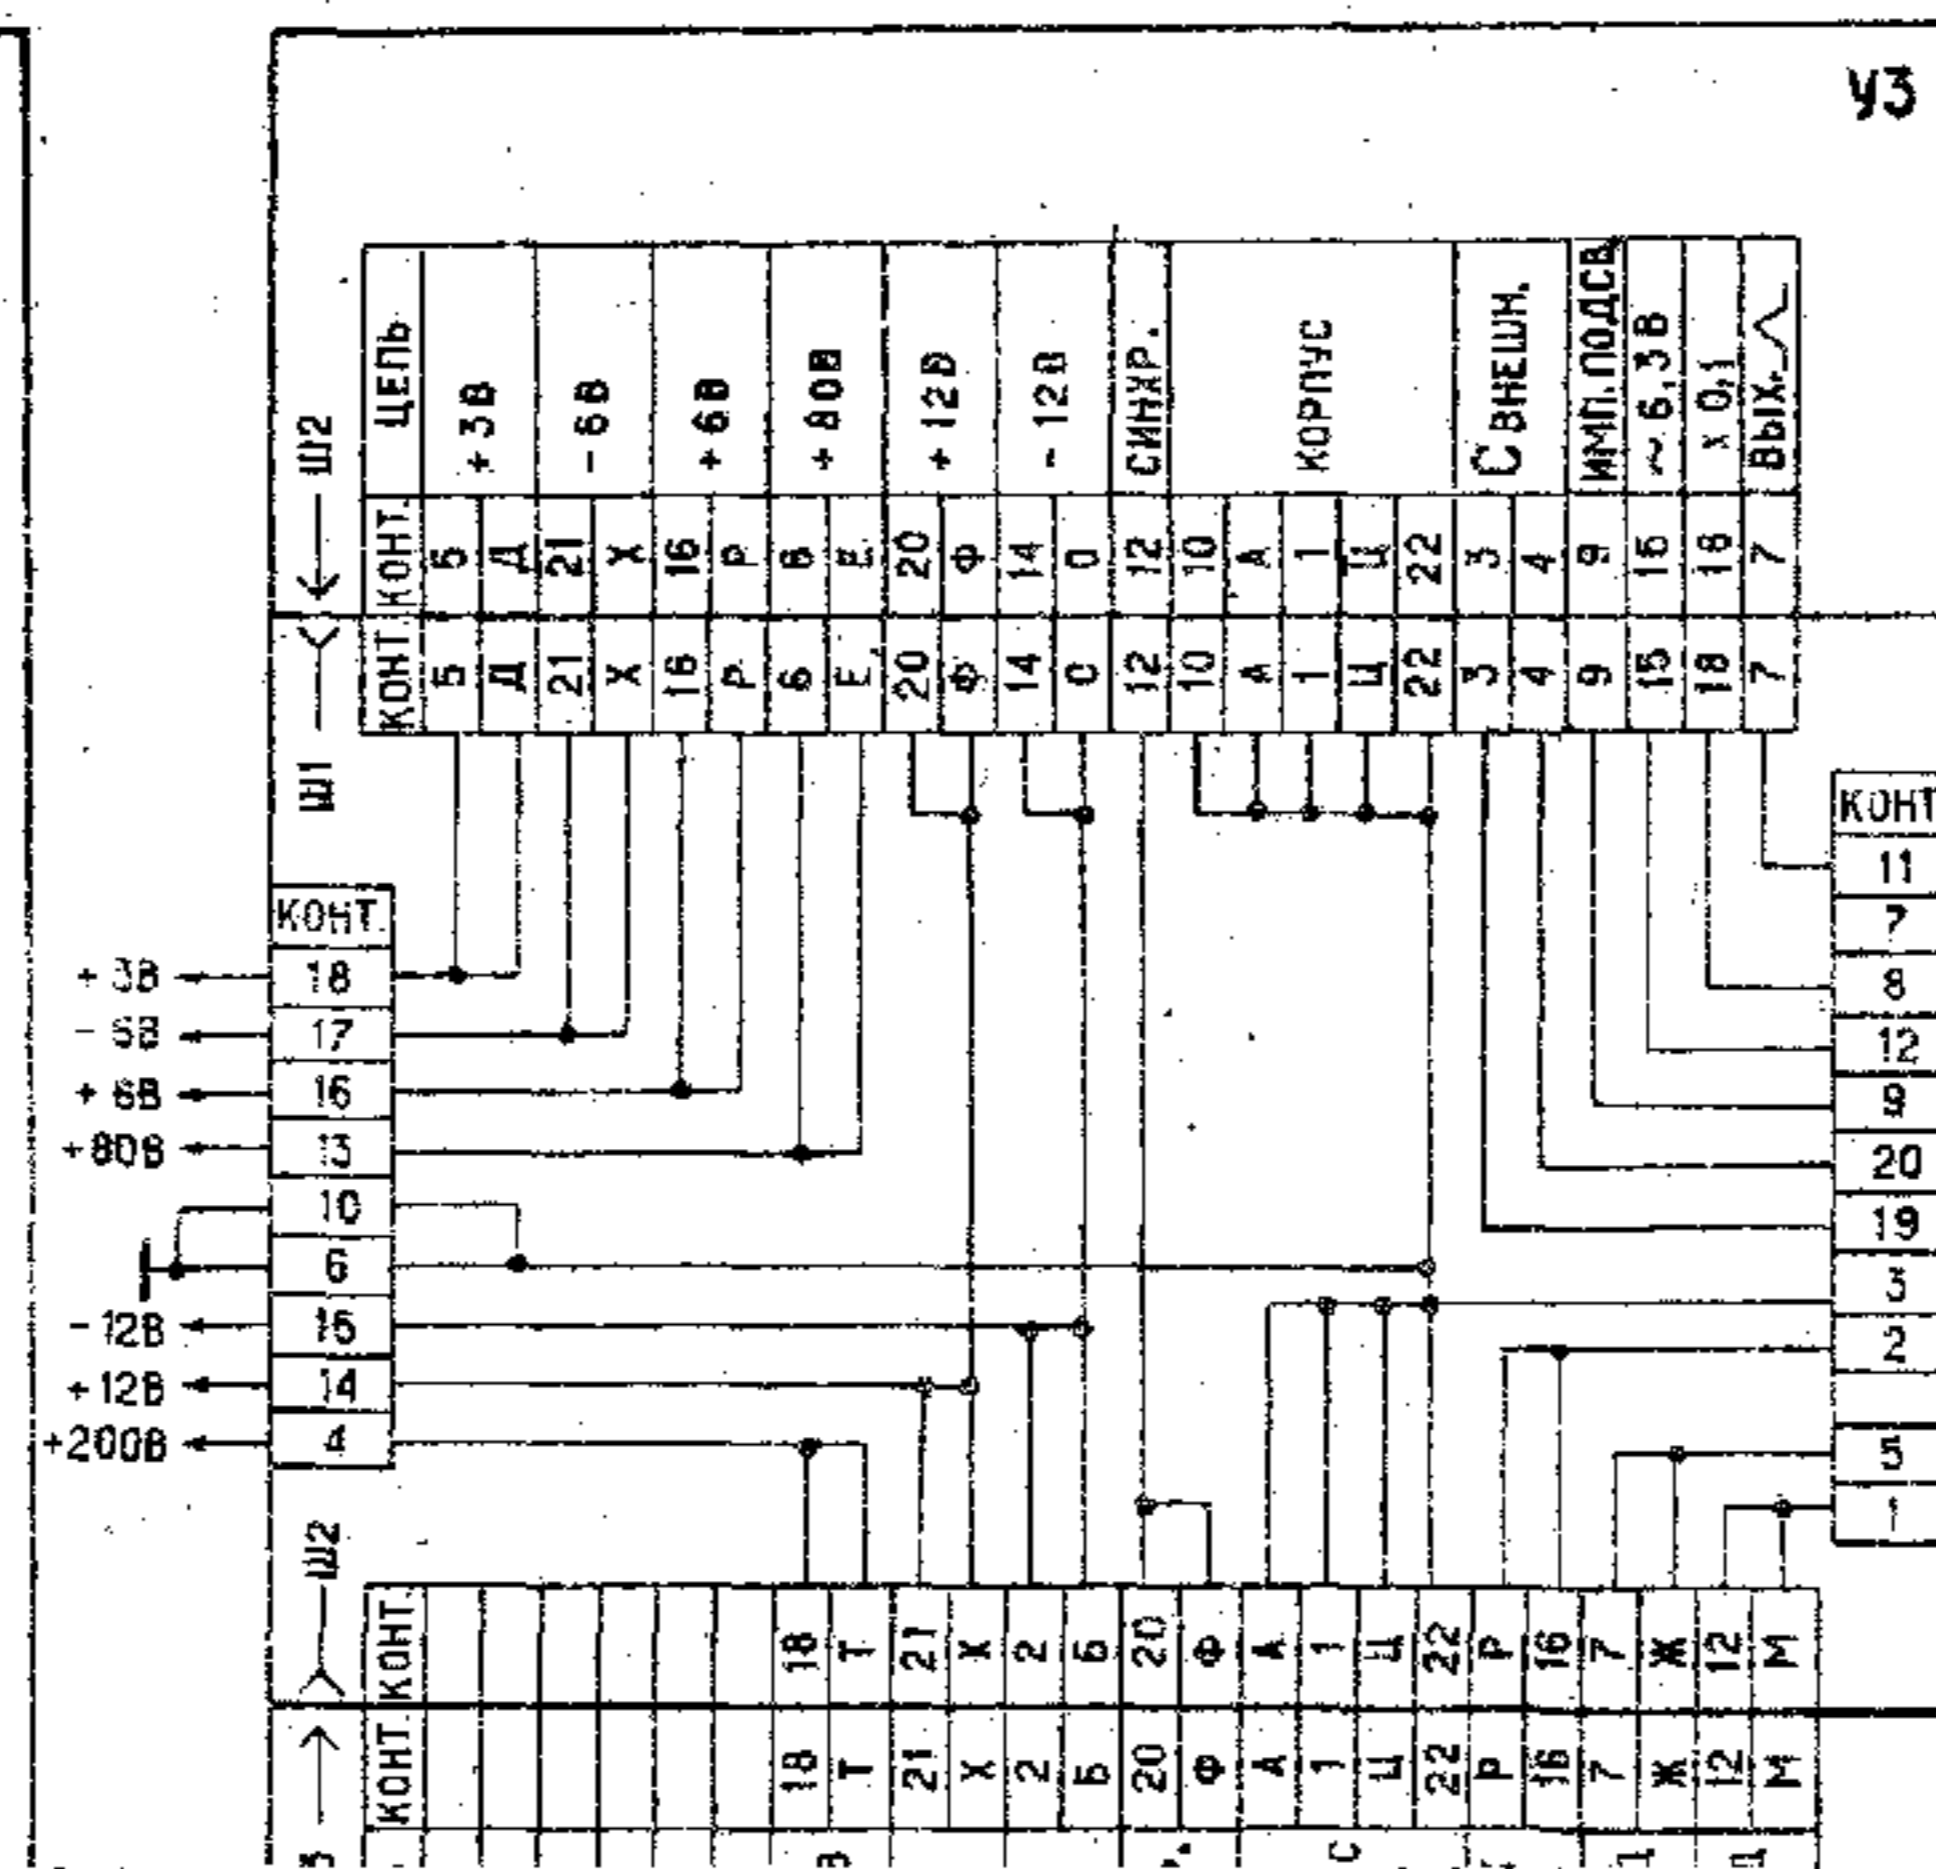 У3
Ш2
ЦЕПЬ
+3В
-6В
+6В
+80В
+12В
-12В
СИНХР.
КОРПУС
С ВНЕШН.
ИМП.ПОДСВ.
~6,3В
х 0,1
ВЫХ.
КОНТ. 5 Д 21 Х 16 Р 6 Е 20 Ф 14 С 12 10 А 1 Ц 22 3 4 9 15 18 7
Ш1
КОНТ. 5 Д 21 Х 16 Р 6 Е 20 Ф 14 С 12 10 А 1 Ц 22 3 4 9 15 18 7
КОНТ.
+3В 18
-6В 17
+6В 16
+80В 13
10
6
-12В 15
+12В 14
+200В 4
КОНТ
11
7
8
12
9
20
19
3
2
5
1
Ш2
КОНТ. 18 Т 21 Х 2 Б 20 Ф А 1 Ц 22 Р 16 7 Ж 12 М
КОНТ. 18 Т 21 Х 2 Б 20 Ф А 1 Ц 22 Р 16 7 Ж 12 М